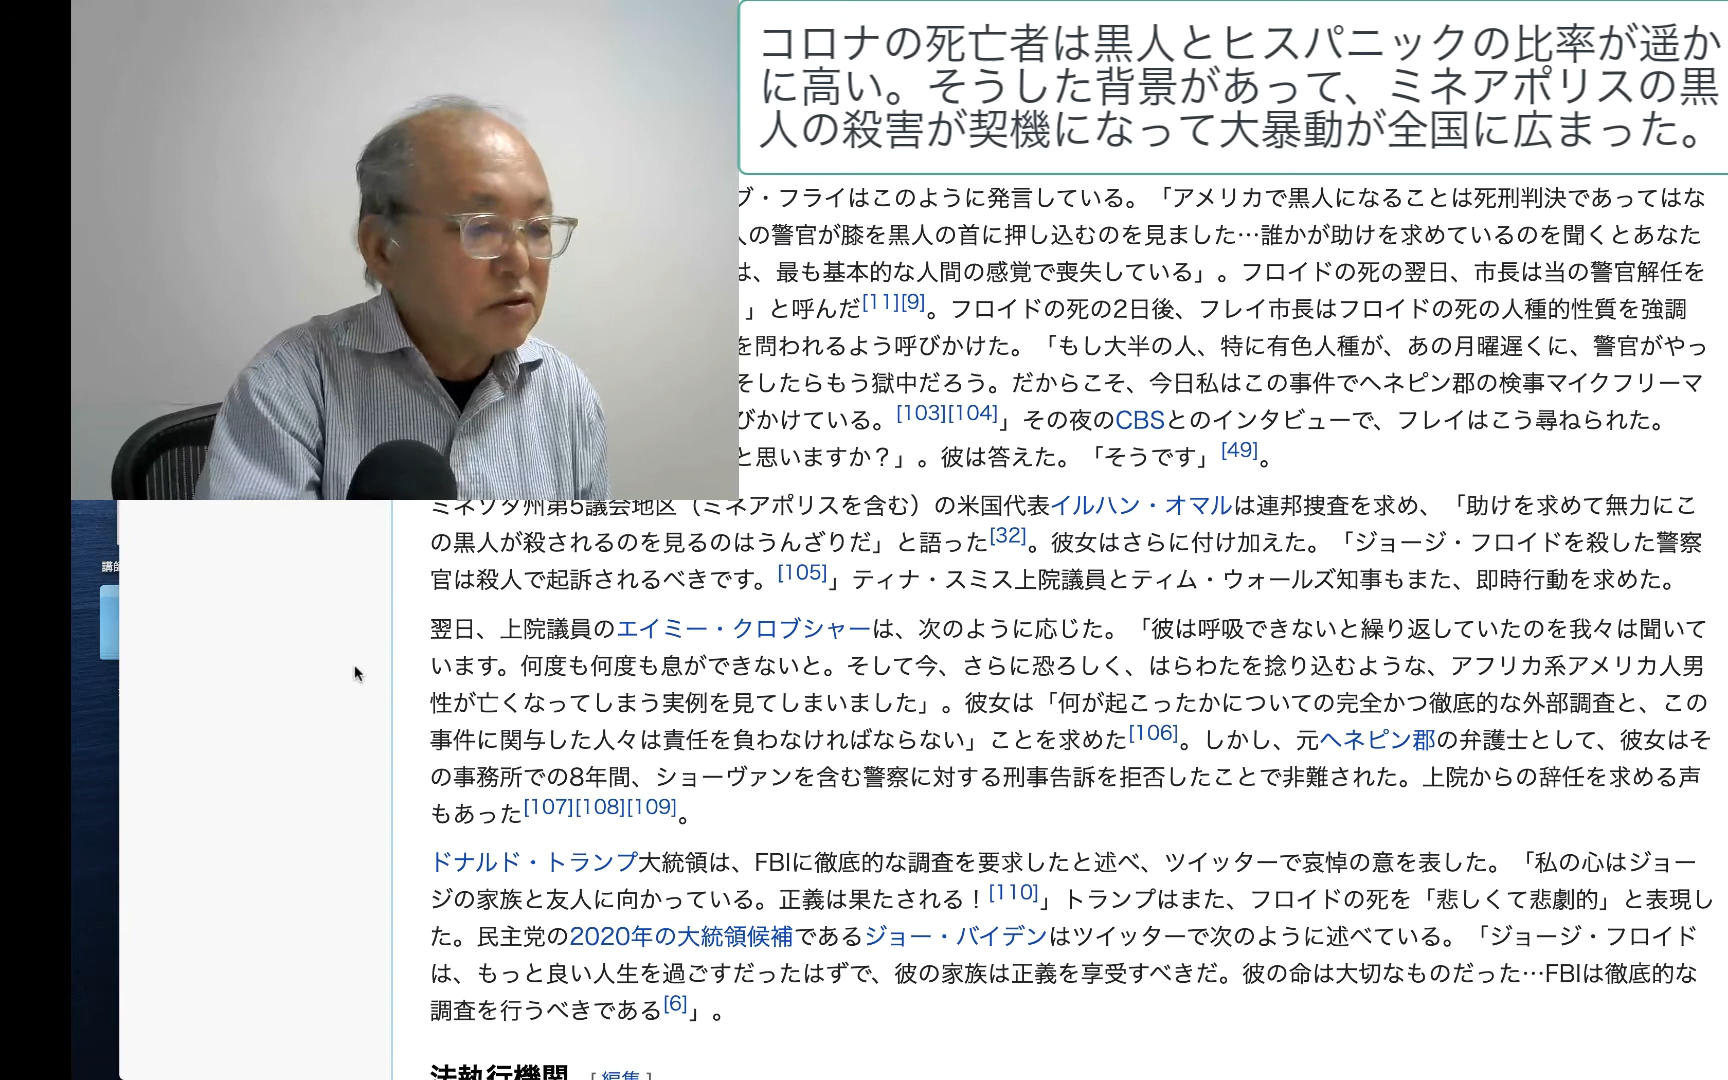 コロナの死亡者は黒人とヒスパニックの比率が遥か
に高い。そうした背景があって、ミネアポリスの黒
人の殺害が契機になって大暴動が全国に広まった。
ブ・フライはこのように発言している。「アメリカで黒人になることは死刑判決であってはな
の警官が膝を黒人の首に押し込むのを見ました…誰かが助けを求めているのを聞くとあなた
は、最も基本的な人間の感覚で喪失している」。フロイドの死の翌日、市長は当の警官解任を
」と呼んだ[11][9]。フロイドの死の2日後、フレイ市長はフロイドの死の人種的性質を強調
を問われるよう呼びかけた。「もし大半の人、特に有色人種が、あの月曜遅くに、警官がやっ
そしたらもう獄中だろう。だからこそ、今日私はこの事件でヘネピン郡の検事マイクフリーマ
びかけている。[103][104]」その夜のCBSとのインタビューで、フレイはこう尋ねられた。
と思いますか？」。彼は答えた。「そうです」[49]。
ミネソタ州第5議会地区（ミネアポリスを含む）の米国代表イルハン・オマルは連邦捜査を求め、「助けを求めて無力にこ
の黒人が殺されるのを見るのはうんざりだ」と語った[32]。彼女はさらに付け加えた。「ジョージ・フロイドを殺した警察
官は殺人で起訴されるべきです。[105]」ティナ・スミス上院議員とティム・ウォールズ知事もまた、即時行動を求めた。
翌日、上院議員のエイミー・クロブシャーは、次のように応じた。「彼は呼吸できないと繰り返していたのを我々は聞いて
います。何度も何度も息ができないと。そして今、さらに恐ろしく、はらわたを捻り込むような、アフリカ系アメリカ人男
性が亡くなってしまう実例を見てしまいました」。彼女は「何が起こったかについての完全かつ徹底的な外部調査と、この
事件に関与した人々は責任を負わなければならない」ことを求めた[106]。しかし、元ヘネピン郡の弁護士として、彼女はそ
の事務所での8年間、ショーヴァンを含む警察に対する刑事告訴を拒否したことで非難された。上院からの辞任を求める声
もあった[107][108][109]。
ドナルド・トランプ大統領は、FBIに徹底的な調査を要求したと述べ、ツイッターで哀悼の意を表した。「私の心はジョー
ジの家族と友人に向かっている。正義は果たされる！[110]」トランプはまた、フロイドの死を「悲しくて悲劇的」と表現し
た。民主党の2020年の大統領候補であるジョー・バイデンはツイッターで次のように述べている。「ジョージ・フロイド
は、もっと良い人生を過ごすだったはずで、彼の家族は正義を享受すべきだ。彼の命は大切なものだった…FBIは徹底的な
調査を行うべきである[6]」。
法執行機関 [編集]